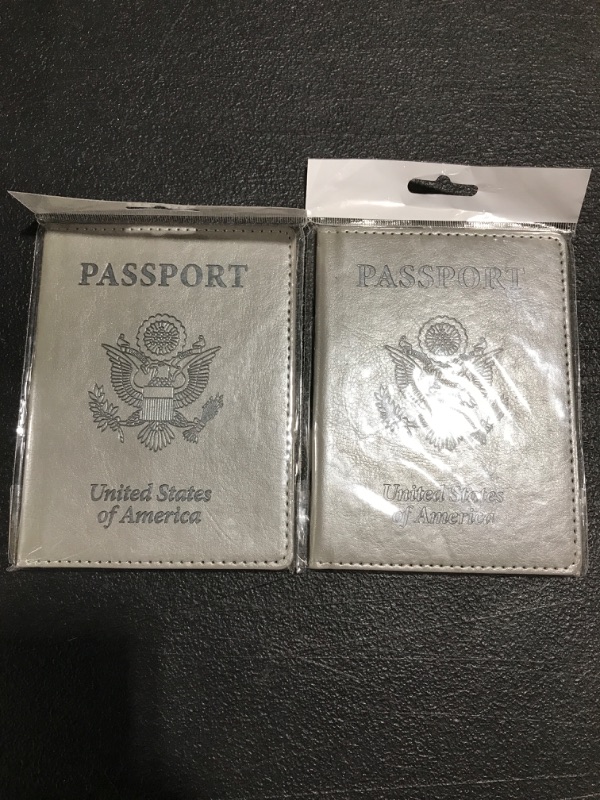 PASSPORT
United States
of America
PASSPORT
United States
of America